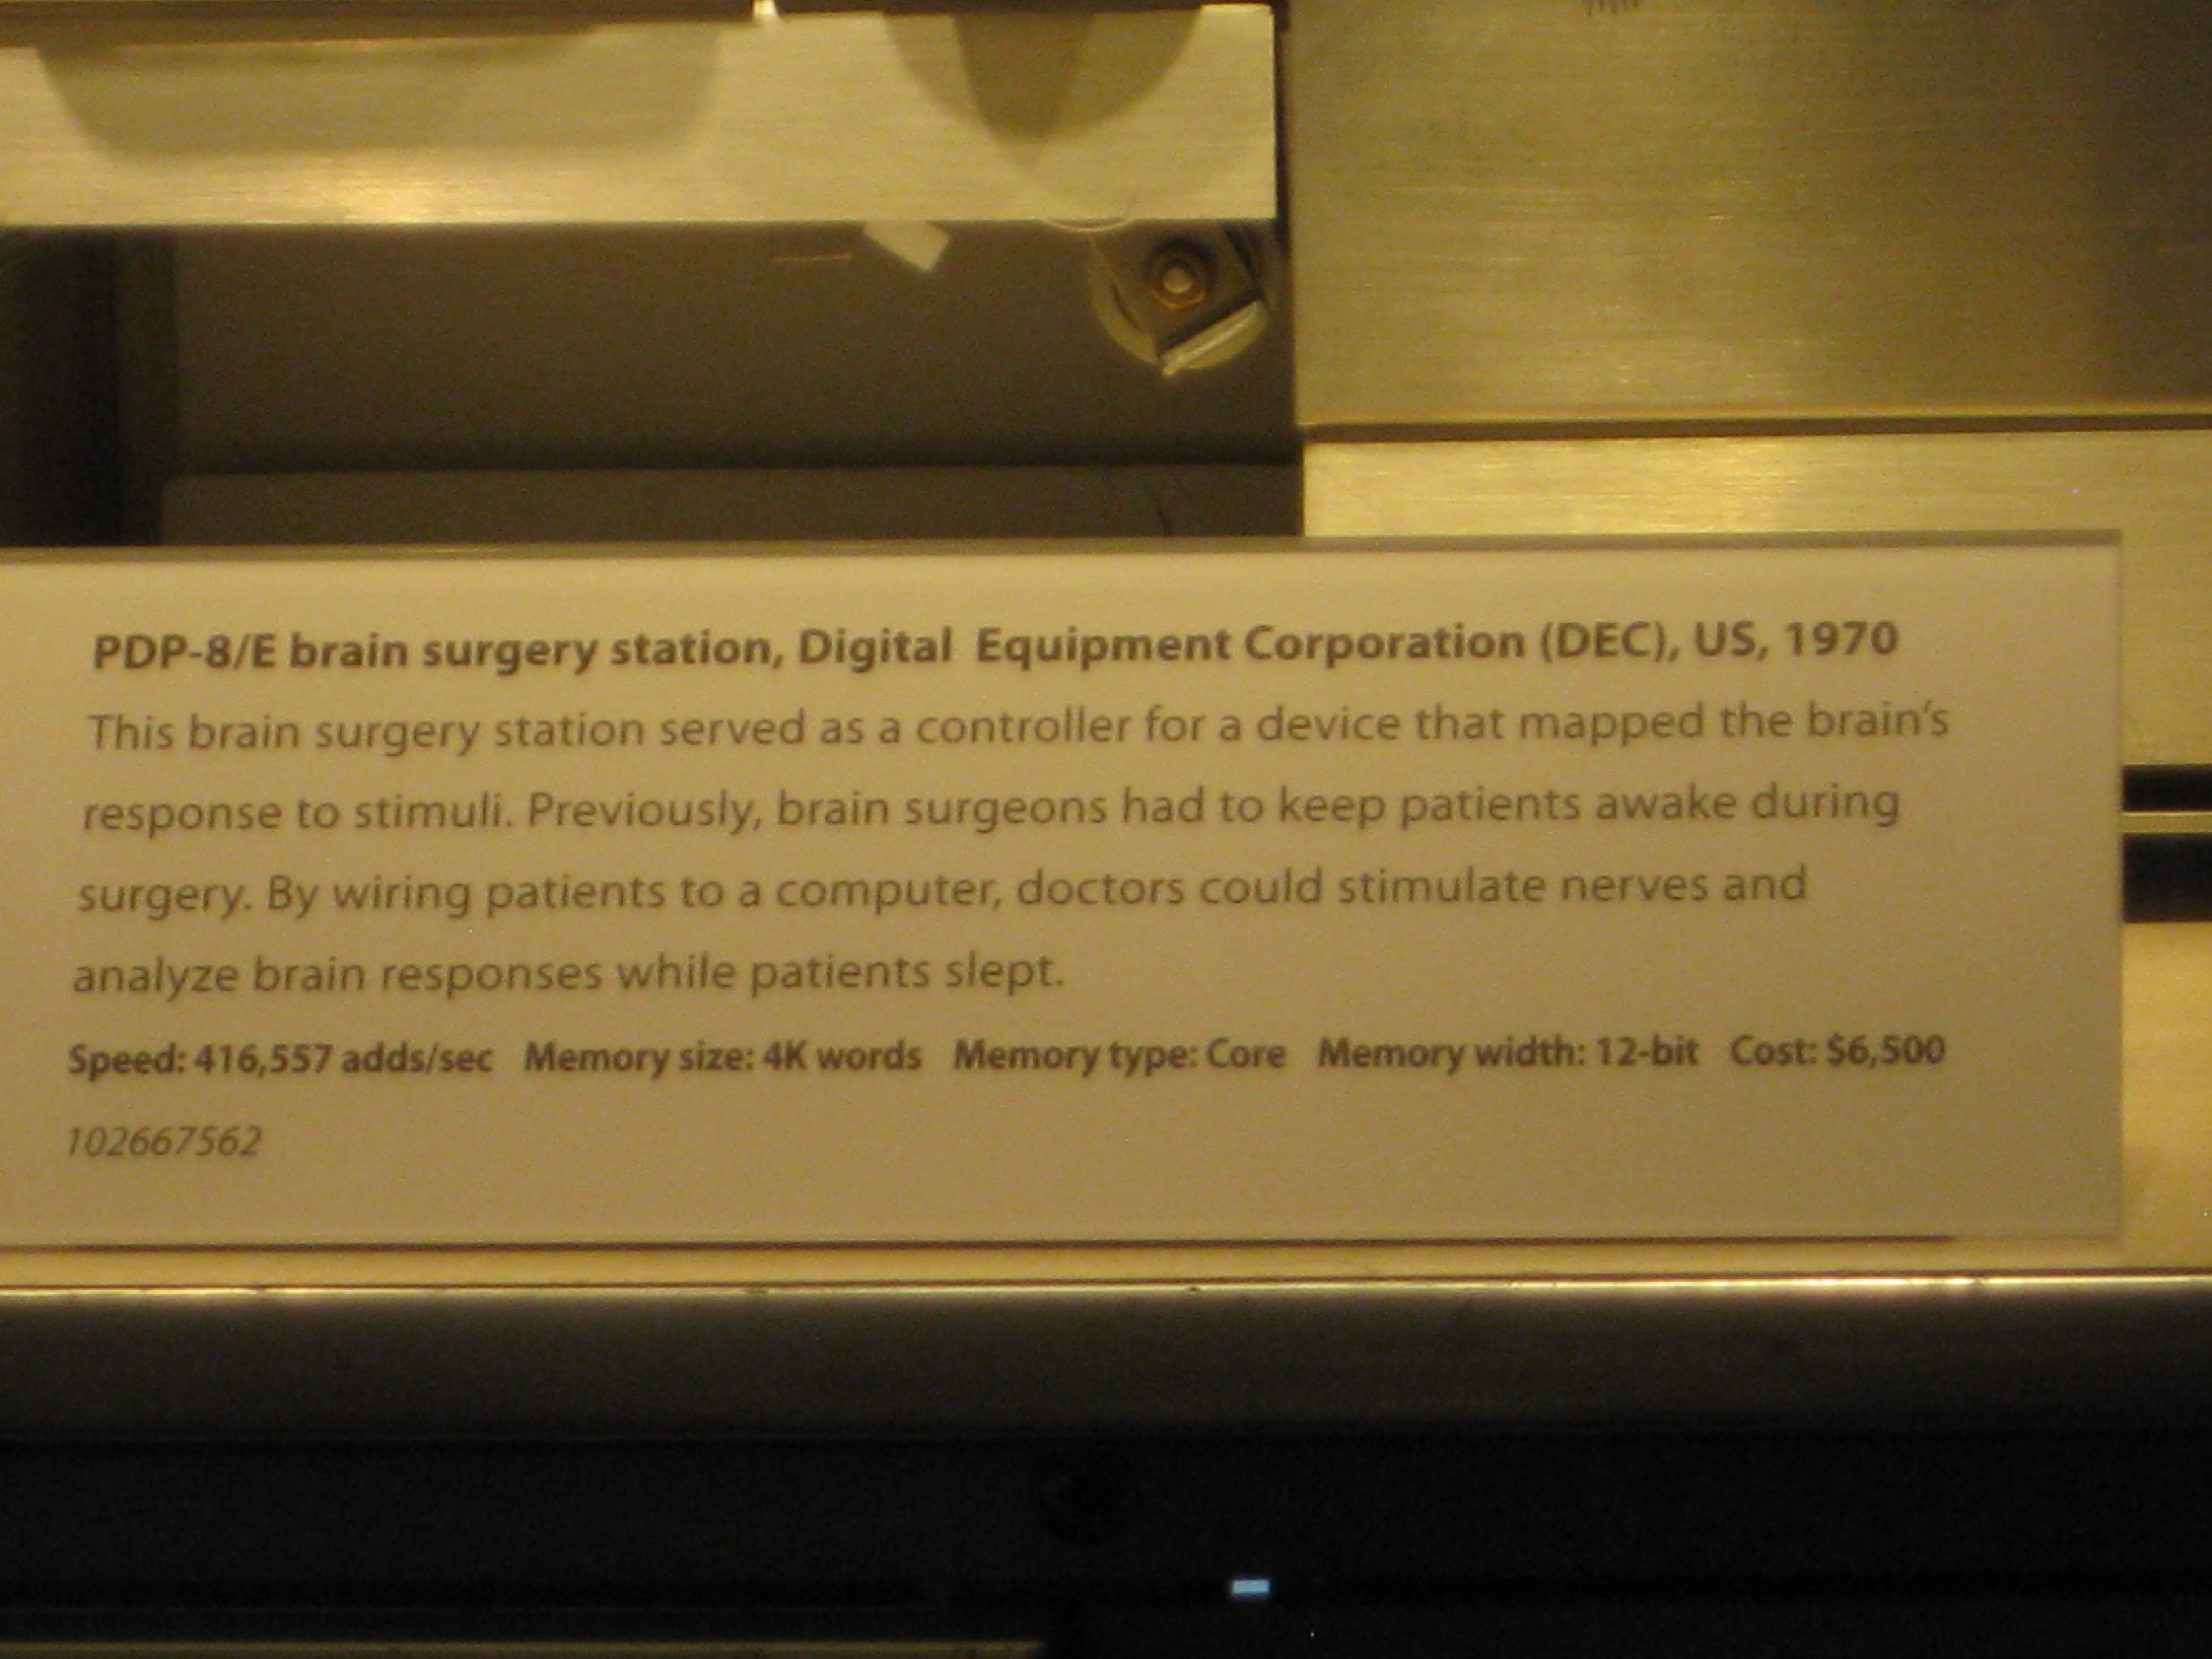 PDP-8/E brain surgery station, Digital Equipment Corporation (DEC), US, 1970
This brain surgery station served as a controller for a device that mapped the brain's
response to stimuli. Previously, brain surgeons had to keep patients awake during
surgery. By wiring patients to a computer, doctors could stimulate nerves and
analyze brain responses while patients slept.
Speed: 416,557 adds/sec Memory size: 4K words Memory type: Core Memory width: 12-bit Cost: $6,500
102667562